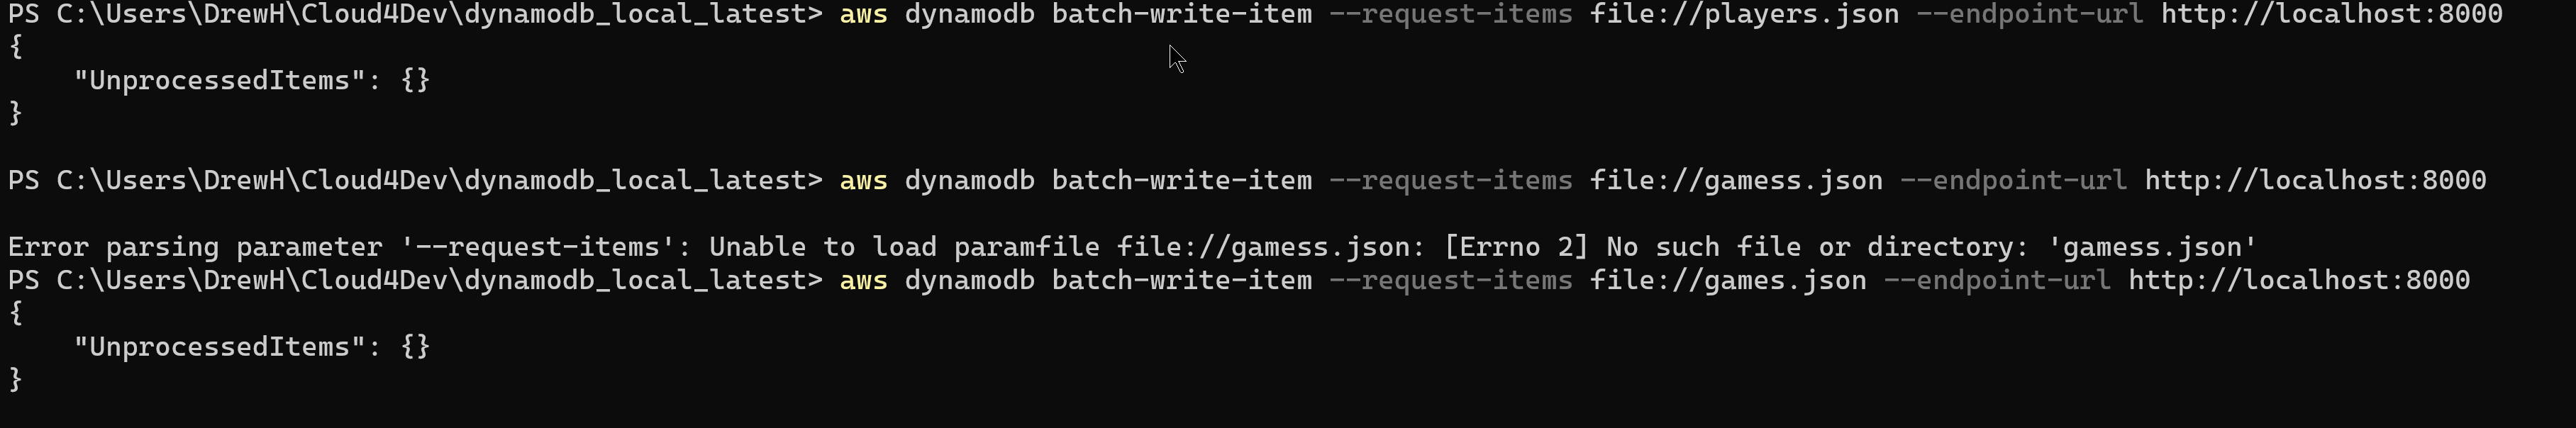 PS C:\Users\DrewH\Cloud4Dev\dynamodb_local_latest> aws dynamodb batch-write-item --request-items file://players.json --endpoint-url http://localhost:8000
{
    "UnprocessedItems": {}
}
PS C:\Users\DrewH\Cloud4Dev\dynamodb_local_latest> aws dynamodb batch-write-item --request-items file://gamess.json --endpoint-url http://localhost:8000
Error parsing parameter '--request-items': Unable to load paramfile file://gamess.json: [Errno 2] No such file or directory: 'gamess.json'
PS C:\Users\DrewH\Cloud4Dev\dynamodb_local_latest> aws dynamodb batch-write-item --request-items file://games.json --endpoint-url http://localhost:8000
{
    "UnprocessedItems": {}
}